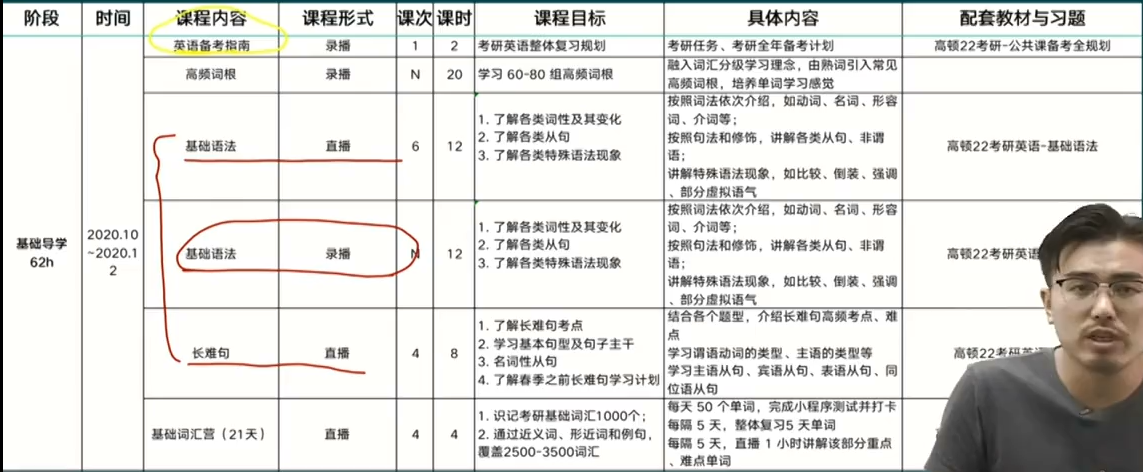 阶段 时间 课程内容 课程形式 课次 课时 课程目标 具体内容 配套教材与习题
英语备考指南 录播 1 2 考研英语整体复习规划 考研任务、考研全年备考计划 高顿22考研-公共课备考全规划
高频词根 录播 N 20 学习 60-80 组高频词根 融入词汇分级学习理念,由熟词引入常见
高频词根,培养单词学习感觉
基础语法 直播 6 12
1. 了解各类词性及其变化
2. 了解各类从句
3. 了解各类特殊语法现象
按照词法依次介绍,如动词、名词、形容
词、介词等;
按照句法和修饰,讲解各类从句、非谓
语;
讲解特殊语法现象,如比较、倒装、强调
、部分虚拟语气
高顿22考研英语-基础语法
基础导学
62h
2020.10
~2020.1
2
基础语法 录播 N 12
1. 了解各类词性及其变化
2. 了解各类从句
3. 了解各类特殊语法现象
按照词法依次介绍,如动词、名词、形容
词、介词等;
按照句法和修饰,讲解各类从句、非谓
语;
讲解特殊语法现象,如比较、倒装、强调
、部分虚拟语气
高顿22考研英语
长难句 直播 4 8
1. 了解长难句考点
2. 学习基本句型及句子主干
3. 名词性从句
4. 了解春季之前长难句学习计划
结合各个题型,介绍长难句高频考点、难
点
学习谓语动词的类型、主语的类型等
学习主语从句、宾语从句、表语从句、同
位语从句
高顿22考研英
基础词汇营(21天) 直播 4 4
1. 识记考研基础词汇1000个;
2. 通过近义词、形近词和例句,
覆盖2500-3500词汇
每天 50 个单词,完成小程序测试并打卡
每隔 5 天,整体复习5 天单词
每隔 5 天,直播 1 小时讲解该部分重点
、难点单词